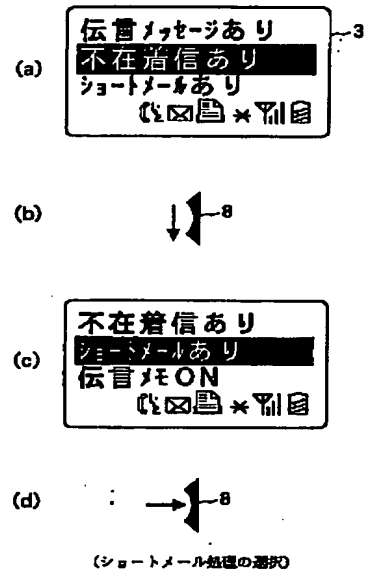 伝言メッセージあり
3
不在着信あり
(a)
ショートメールあり
(b)
8
不在着信あり
ショートメールあり
(c)
伝言メモON
(d)
8
(ショートメール処理の選択)